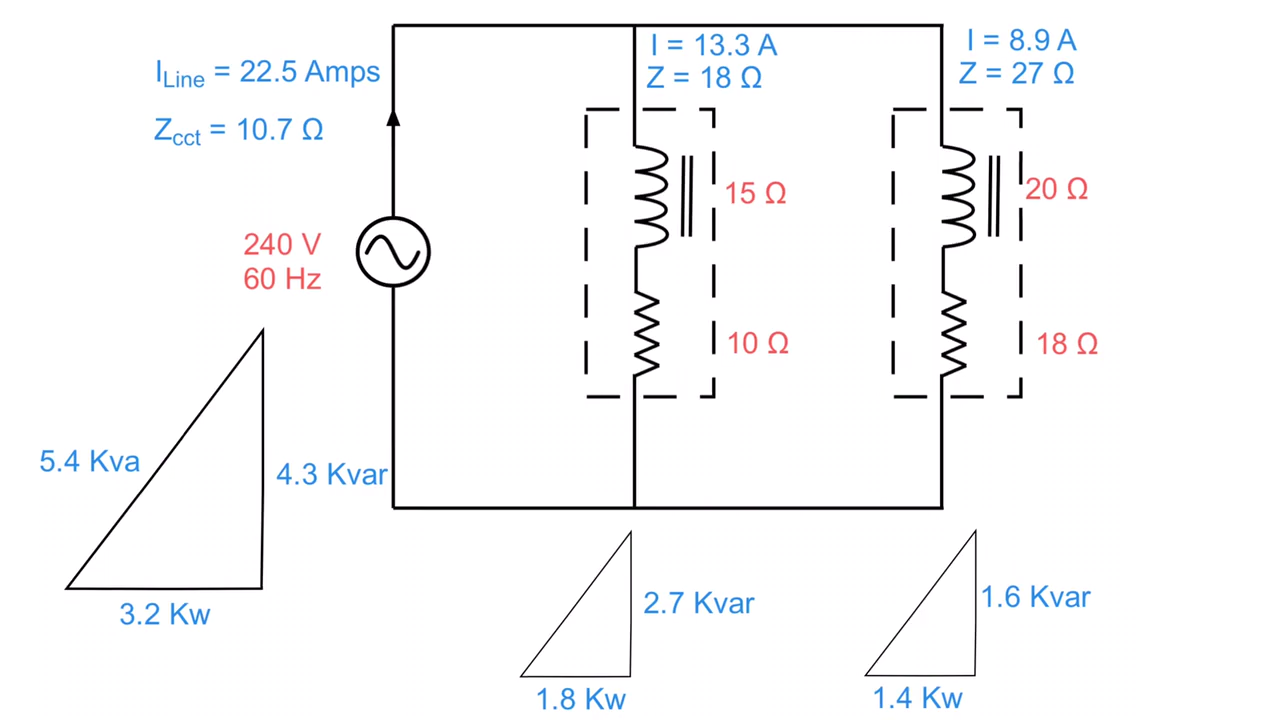 I_Line = 22.5 Amps
Z_cct = 10.7 Ω
240 V
60 Hz
I = 13.3 A
Z = 18 Ω
15 Ω
10 Ω
I = 8.9 A
Z = 27 Ω
20 Ω
18 Ω
5.4 Kva
4.3 Kvar
3.2 Kw
2.7 Kvar
1.8 Kw
1.6 Kvar
1.4 Kw